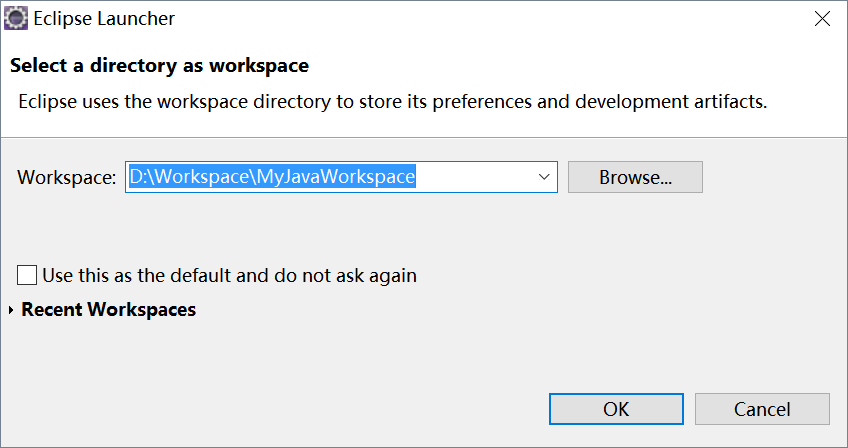 Eclipse Launcher
Select a directory as workspace
Eclipse uses the workspace directory to store its preferences and development artifacts.
Workspace: D:\Workspace\MyJavaWorkspace Browse...
Use this as the default and do not ask again
Recent Workspaces
OK Cancel